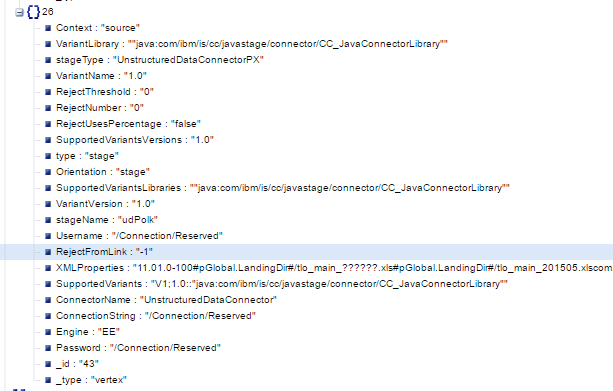 {}26
Context : "source"
VariantLibrary : ""java:com/ibm/is/cc/javastage/connector/CC_JavaConnectorLibrary""
stageType : "UnstructuredDataConnectorPX"
VariantName : "1.0"
RejectThreshold : "0"
RejectNumber : "0"
RejectUsesPercentage : "false"
SupportedVariantsVersions : "1.0"
type : "stage"
Orientation : "stage"
SupportedVariantsLibraries : ""java:com/ibm/is/cc/javastage/connector/CC_JavaConnectorLibrary""
VariantVersion : "1.0"
stageName : "udPolk"
Username : "/Connection/Reserved"
RejectFromLink : "-1"
XMLProperties : "11.01.0-100#pGlobal.LandingDir#/tlo_main_??????.xls#pGlobal.LandingDir#/tlo_main_201505.xlscom
SupportedVariants : "V1;1.0::"java:com/ibm/is/cc/javastage/connector/CC_JavaConnectorLibrary""
ConnectorName : "UnstructuredDataConnector"
ConnectionString : "/Connection/Reserved"
Engine : "EE"
Password : "/Connection/Reserved"
_id : "43"
_type : "vertex"